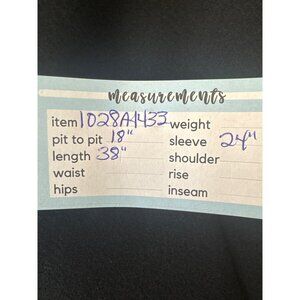 measurements
item 1028A1433 weight
pit to pit 18" sleeve 24"
length 38" shoulder
waist rise
hips inseam